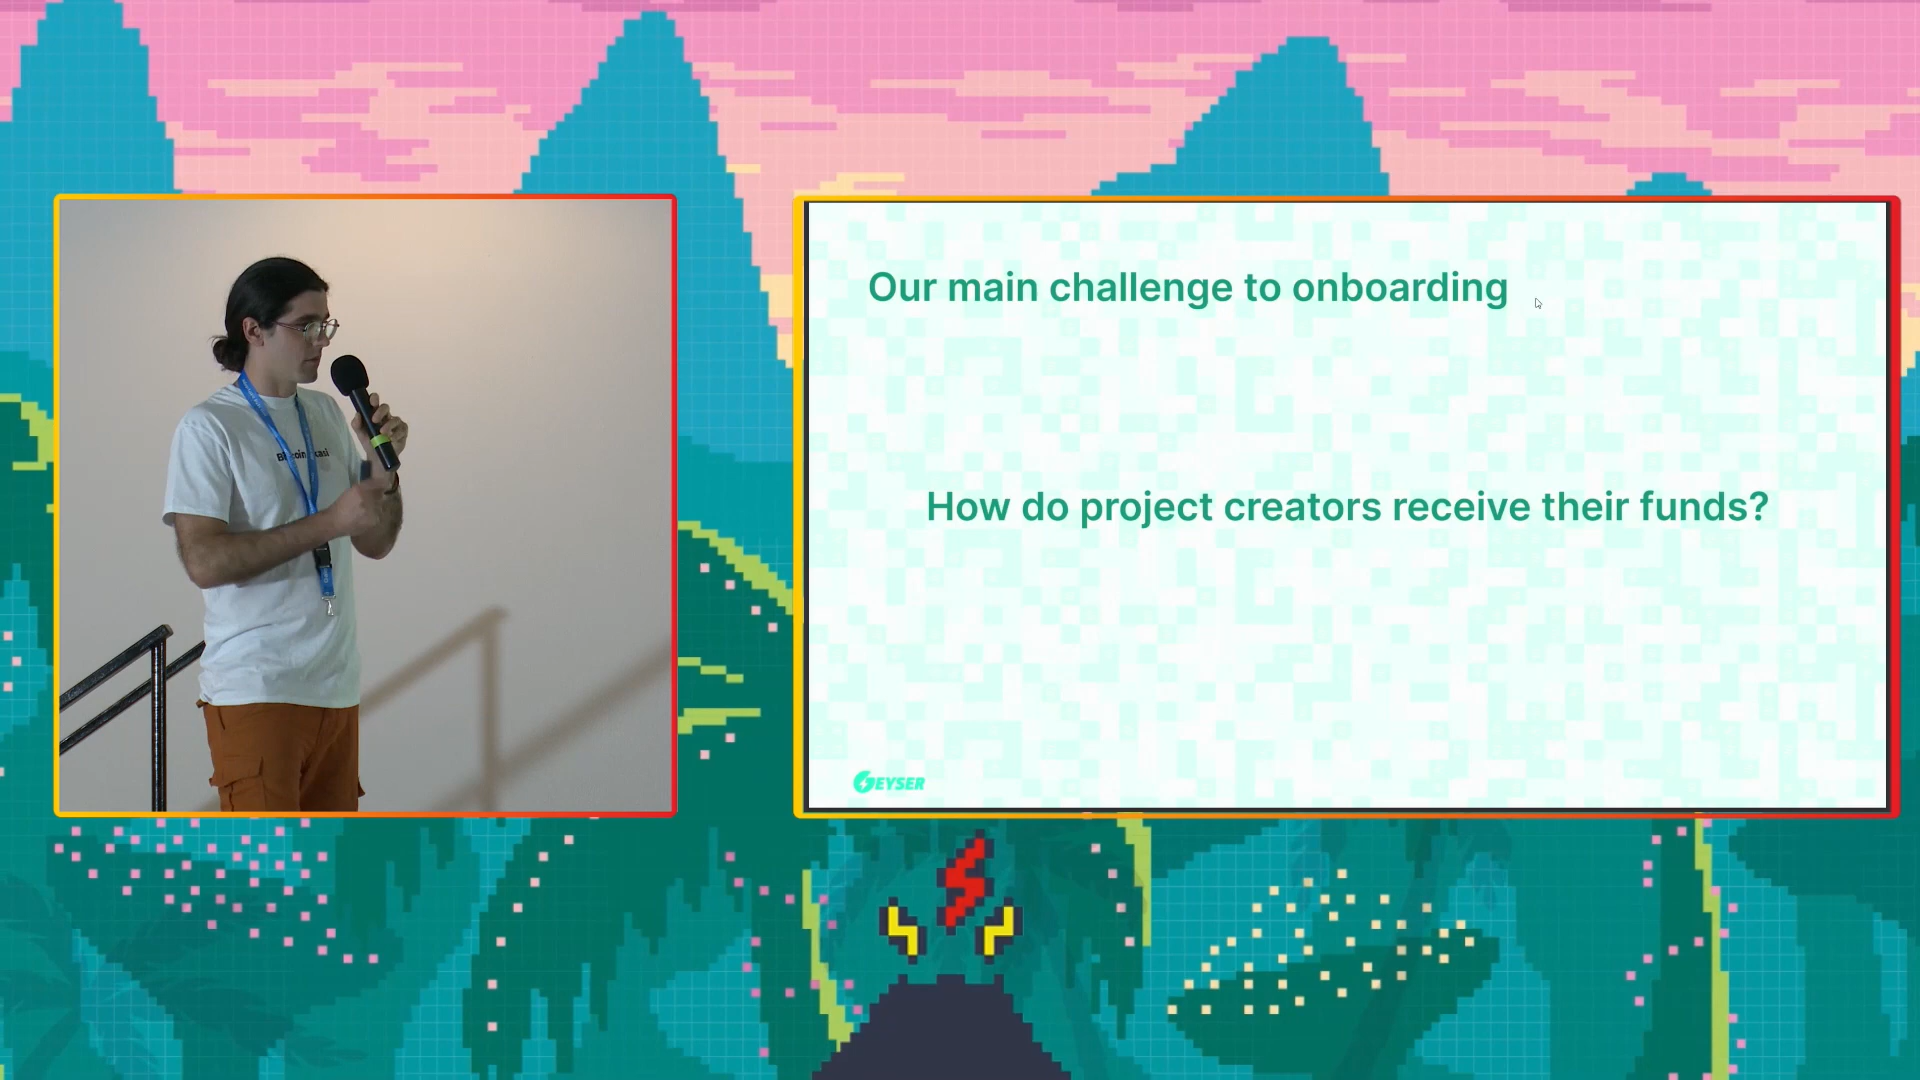 Our main challenge to onboarding
How do project creators receive their funds?
GEYSER